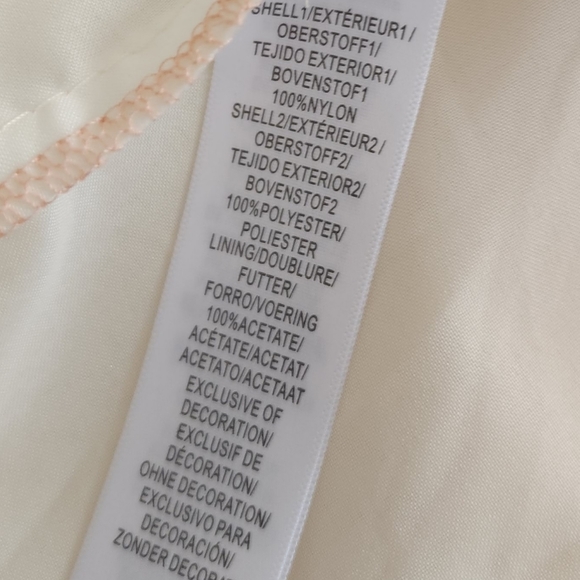 SHELL1/EXTÉRIEUR1/
OBERSTOFF1/
TEJIDO EXTERIOR1/
BOVENSTOF1
100%NYLON
SHELL2/EXTÉRIEUR2/
OBERSTOFF2/
TEJIDO EXTERIOR2/
BOVENSTOF2
100%POLYESTER/
POLIESTER
LINING/DOUBLURE/
FUTTER/
FORRO/VOERING
100%ACETATE/
ACÉTATE/ACETAT/
ACETATO/ACETAAT
EXCLUSIVE OF
DECORATION/
EXCLUSIF DE
DÉCORATION/
OHNE DECORATION/
EXCLUSIVO PARA
DECORACIÓN/
ZONDER